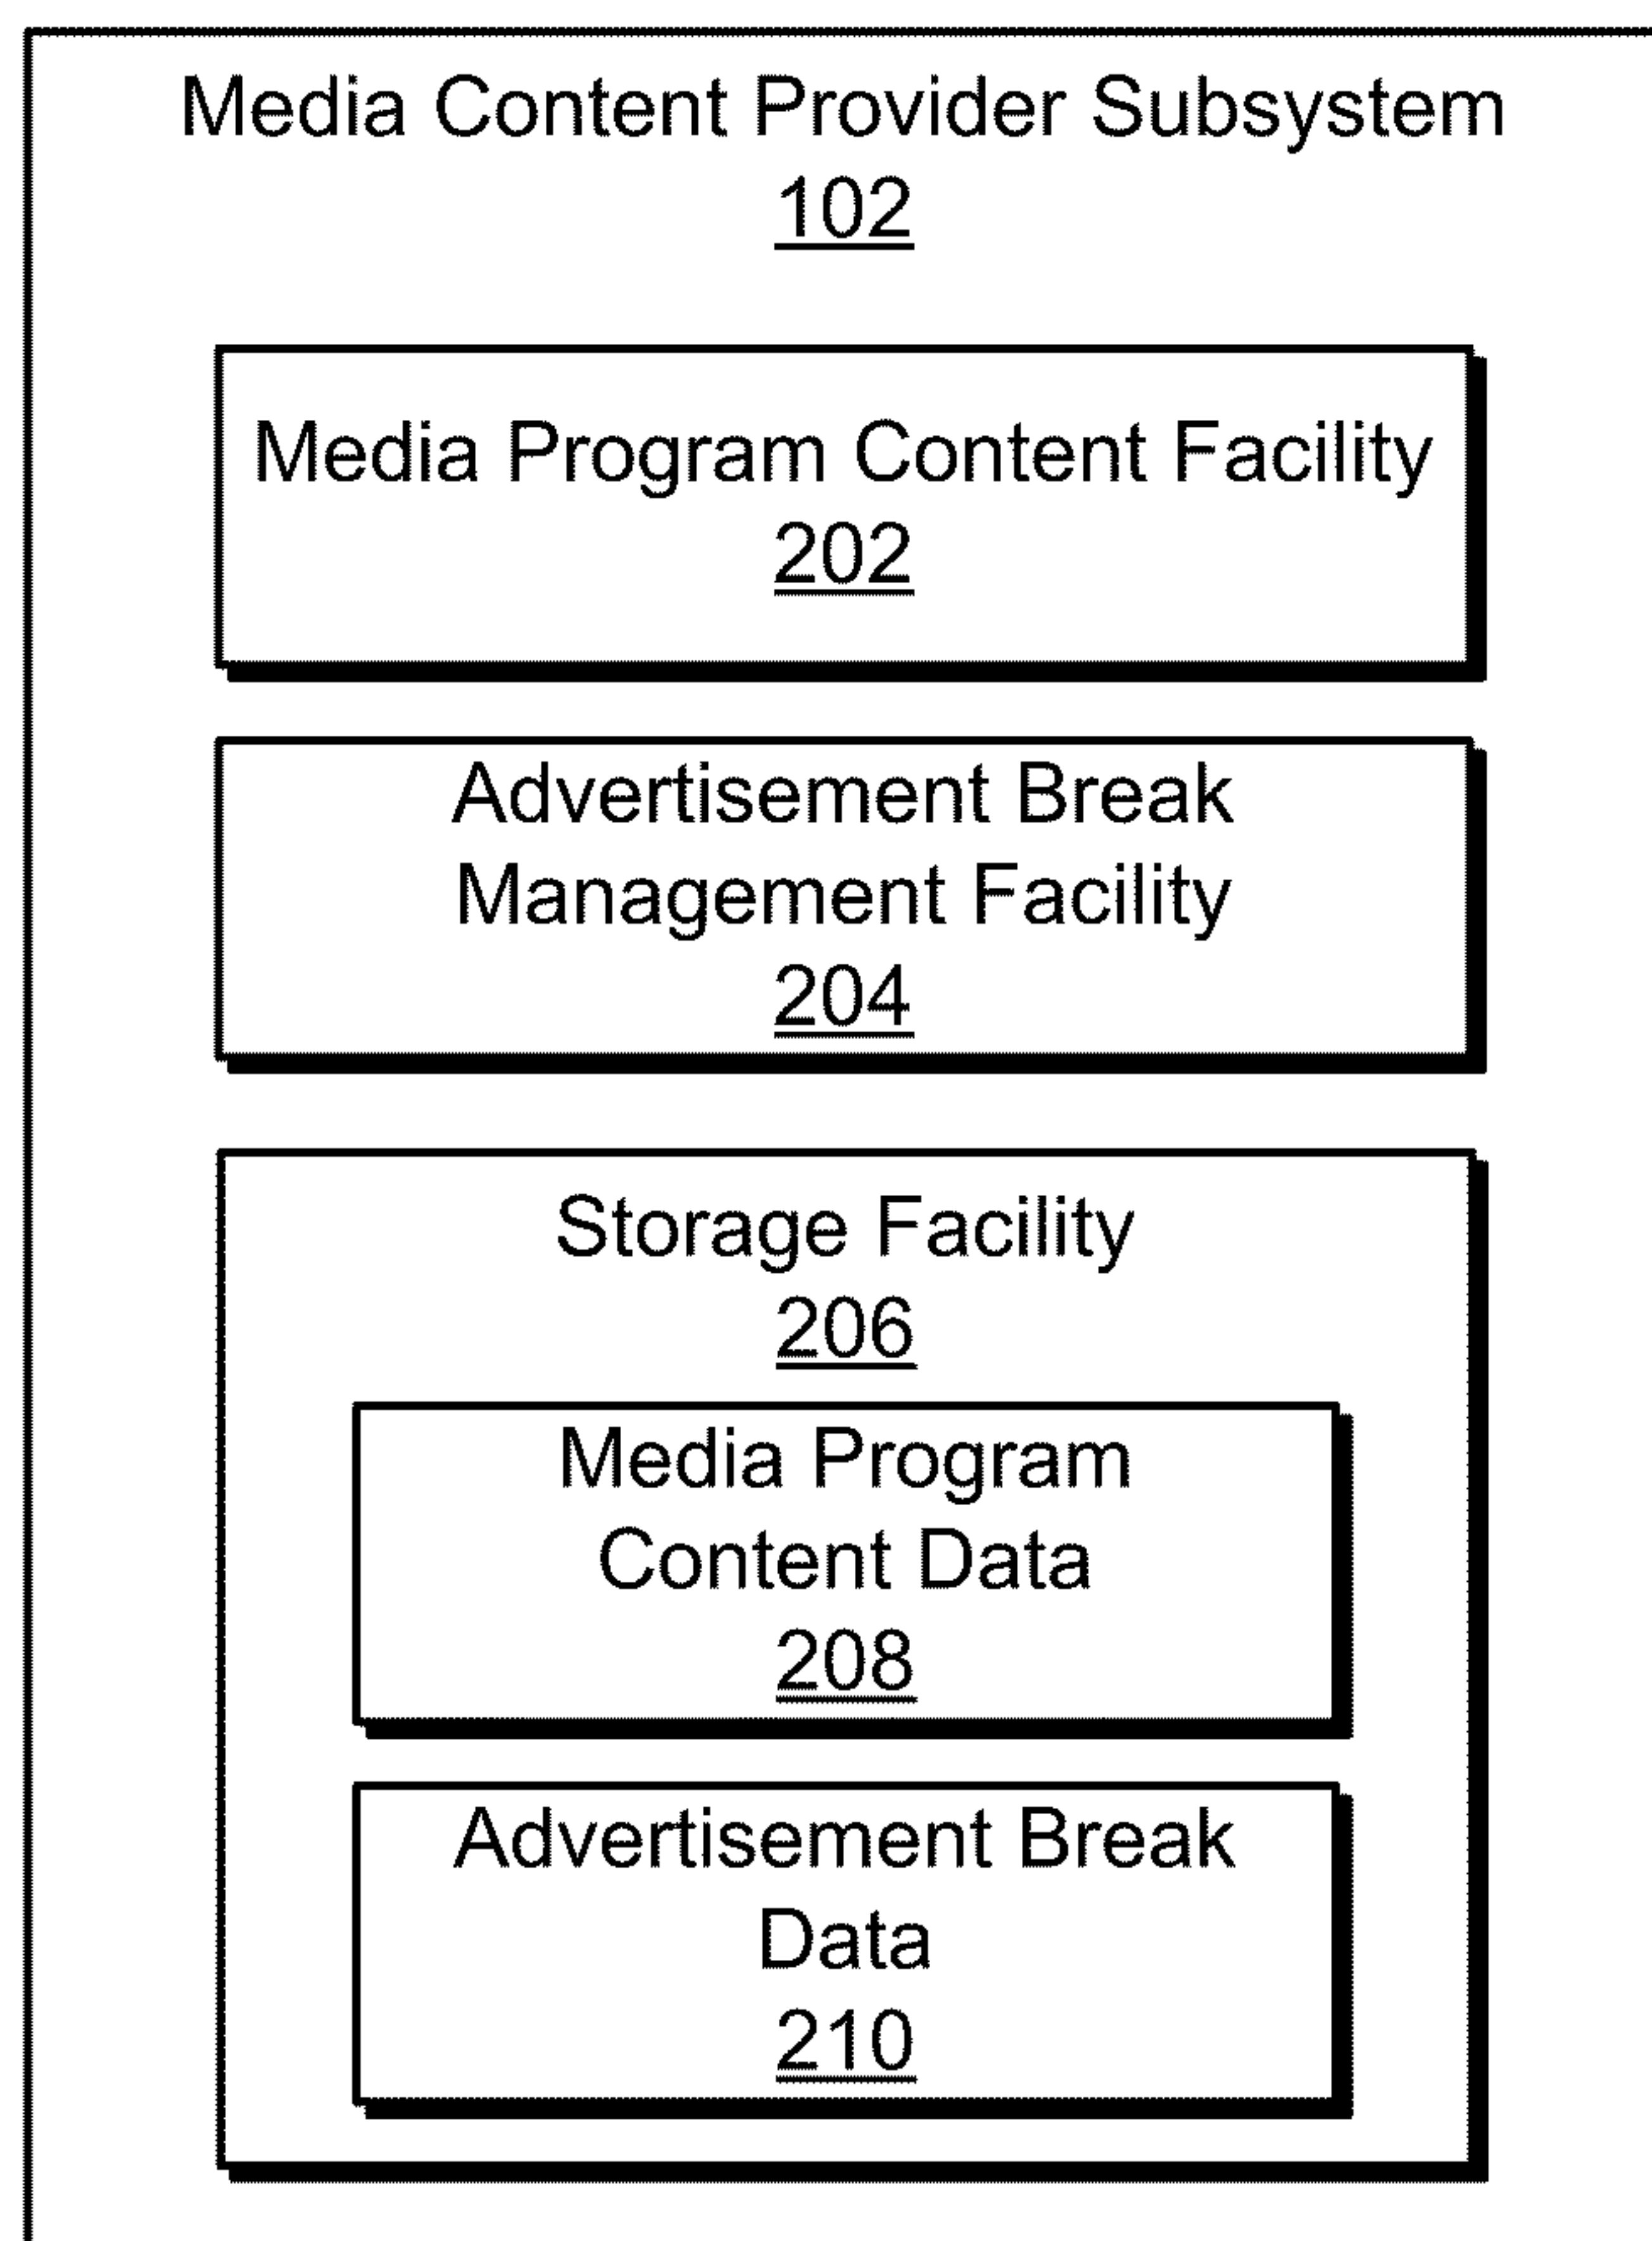 Media Content Provider Subsystem
102
Media Program Content Facility
202
Advertisement Break
Management Facility
204
Storage Facility
206
Media Program
Content Data
208
Advertisement Break
Data
210